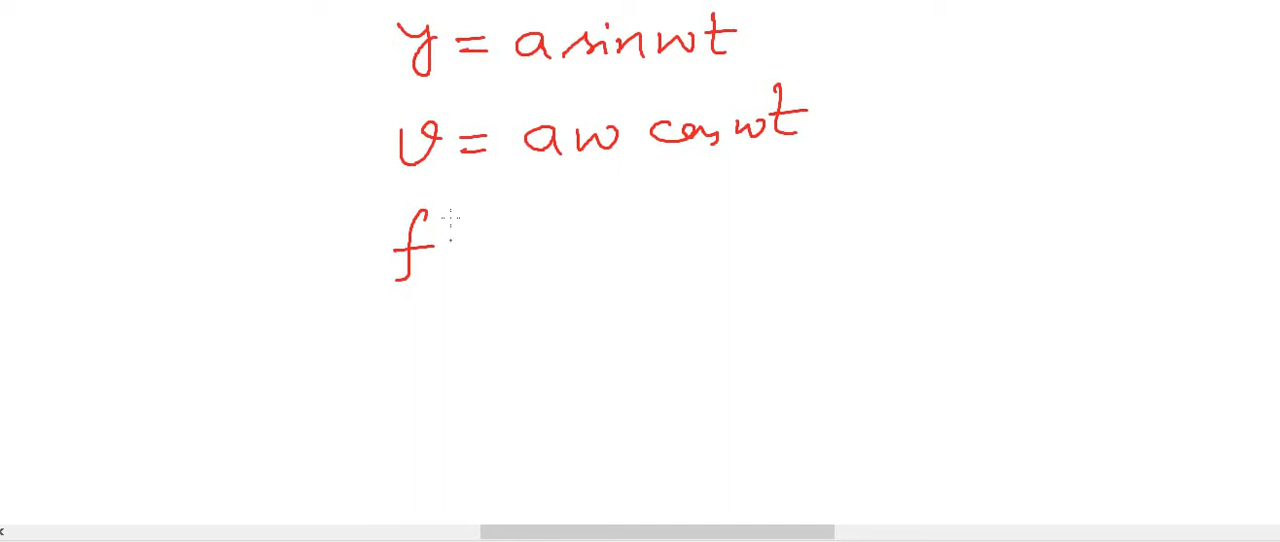 y = a sin wt
v = aw cos wt
f